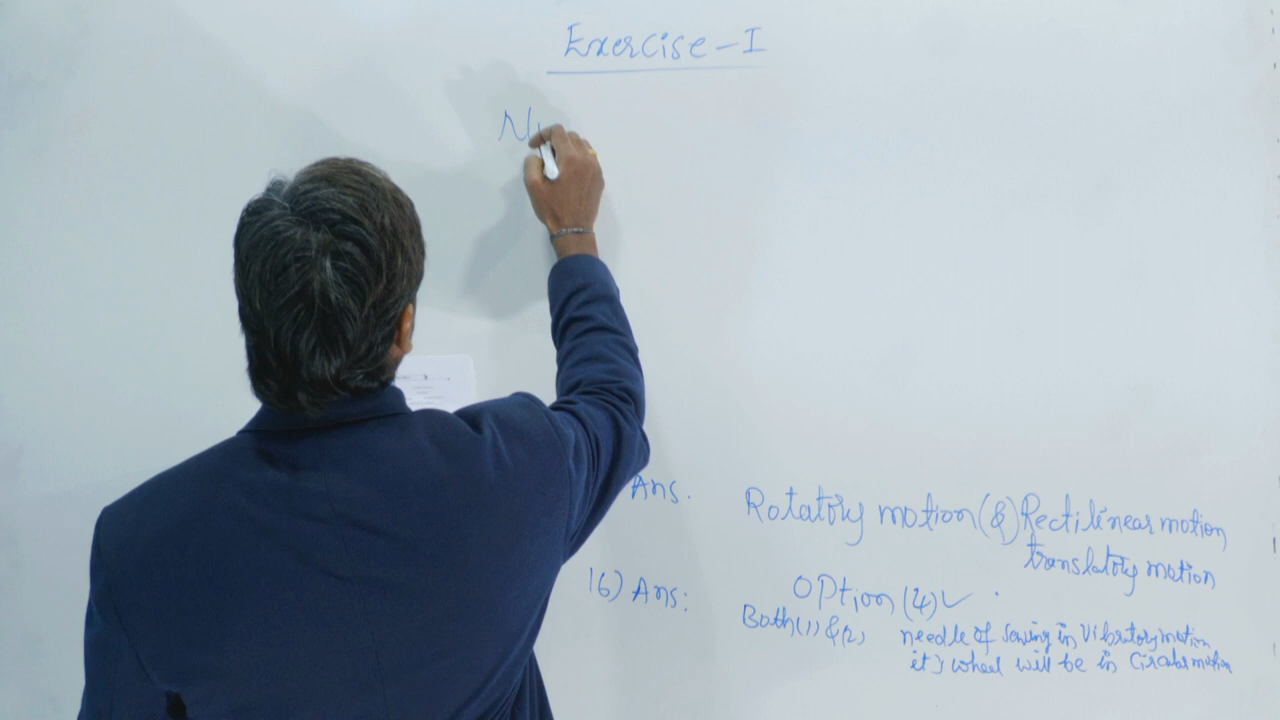 Exercise-I
Ans. Rotatory motion (&) Rectilinear motion
translatory motion
16) Ans: Option (4) ✓.
Both (1) & (2) needle of sewing in Vibratory motion
it's wheel will be in Circular motion